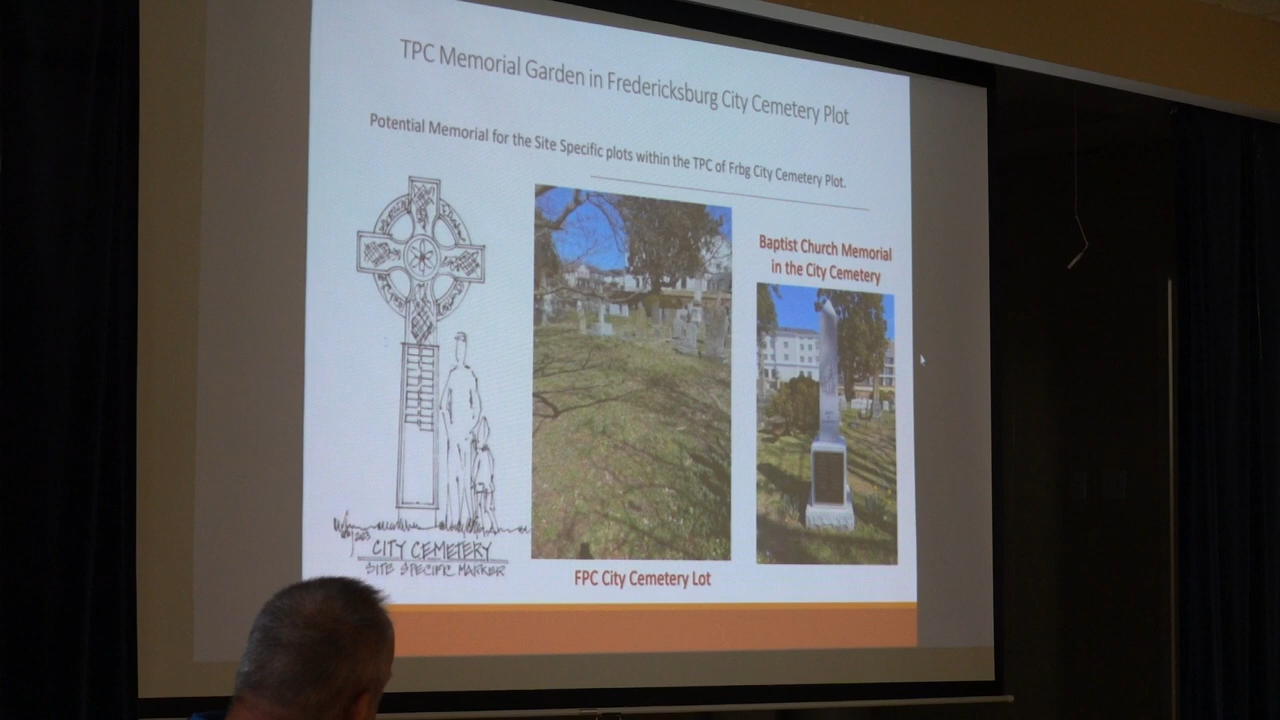 TPC Memorial Garden in Fredericksburg City Cemetery Plot
Potential Memorial for the Site Specific plots within the TPC of Frbg City Cemetery Plot.
Baptist Church Memorial
in the City Cemetery
CITY CEMETERY
SITE SPECIFIC MARKER
FPC City Cemetery Lot